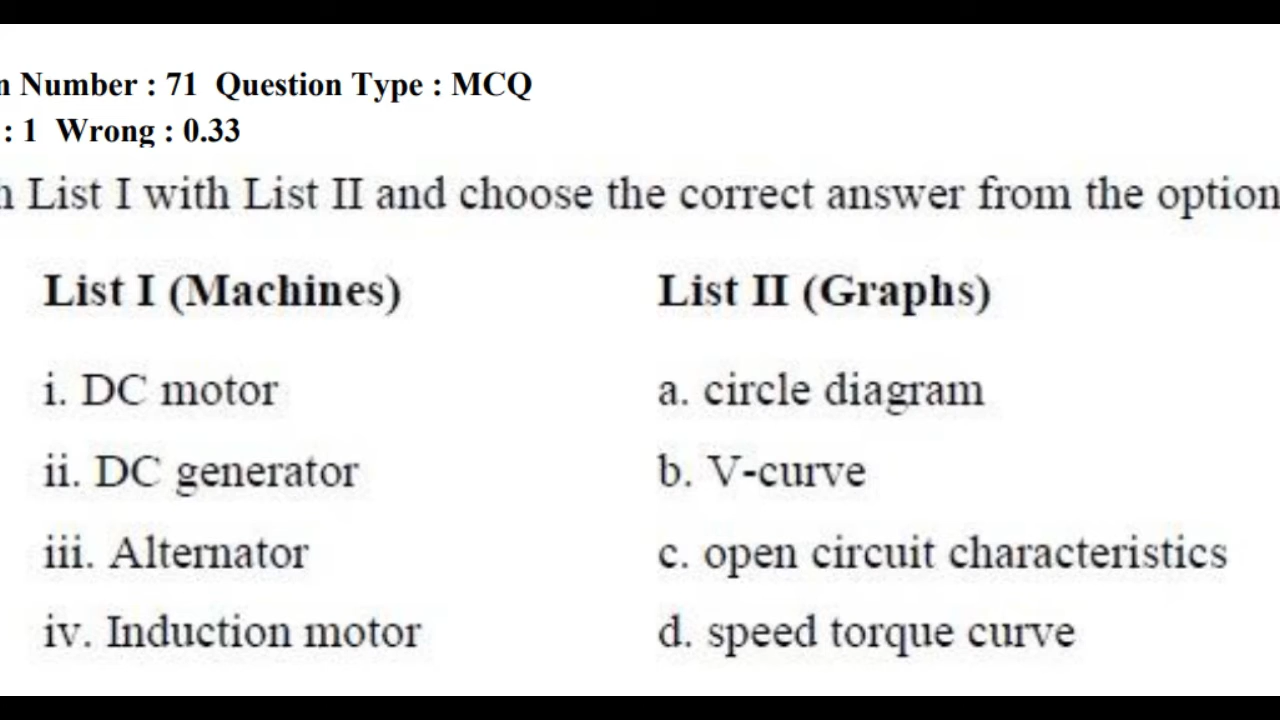 n Number : 71 Question Type : MCQ
: 1 Wrong : 0.33
h List I with List II and choose the correct answer from the option
List I (Machines) List II (Graphs)
i. DC motor a. circle diagram
ii. DC generator b. V-curve
iii. Alternator c. open circuit characteristics
iv. Induction motor d. speed torque curve